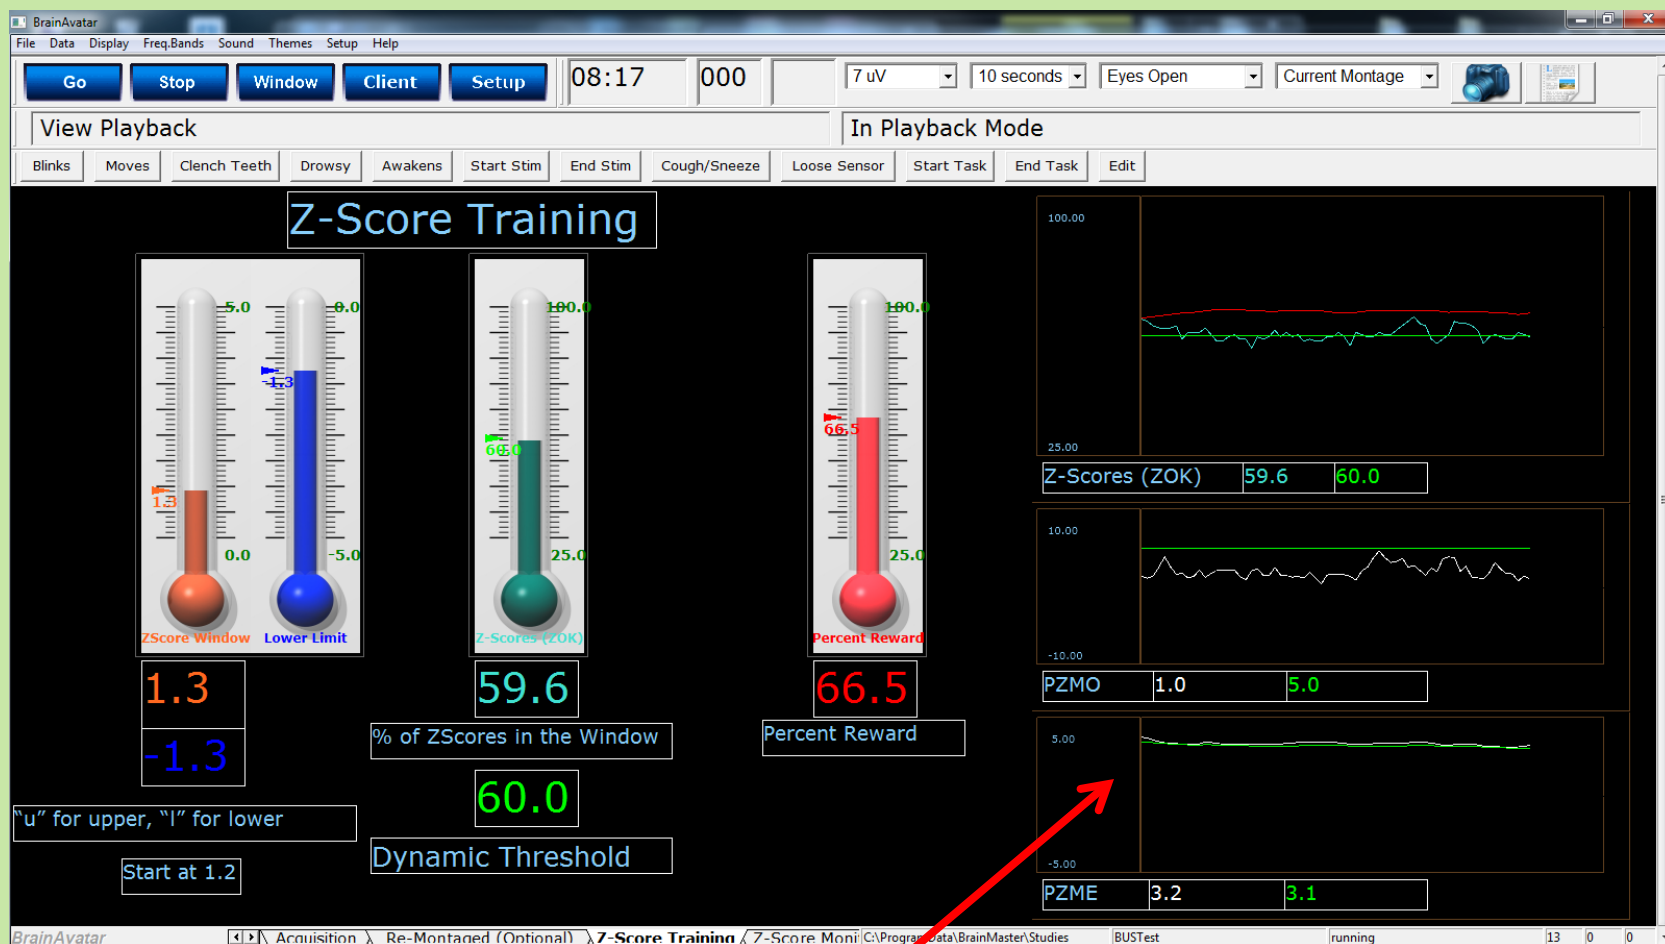 BrainAvatar
File Data Display Freq.Bands Sound Themes Setup Help
Go Stop Window Client Setup 08:17 000 7 uV 10 seconds Eyes Open Current Montage
View Playback In Playback Mode
Blinks Moves Clench Teeth Drowsy Awakens Start Stim End Stim Cough/Sneeze Loose Sensor Start Task End Task Edit
Z-Score Training
5.0 0.0 100.0 100.0
-1.3
66.5
60.0
1.3
0.0 -5.0 25.0 25.0
ZScore Window Lower Limit Z-Scores (ZOK) Percent Reward
1.3 59.6 66.5
-1.3
% of ZScores in the Window
Percent Reward
60.0
"u" for upper, "l" for lower
Dynamic Threshold
Start at 1.2
100.00
25.00
Z-Scores (ZOK) 59.6 60.0
10.00
-10.00
PZMO 1.0 5.0
5.00
-5.00
PZME 3.2 3.1
BrainAvatar Acquisition Re-Montaged (Optional) Z-Score Training Z-Score Moni C:\ProgramData\BrainMaster\Studies BUSTest running 13 0 0